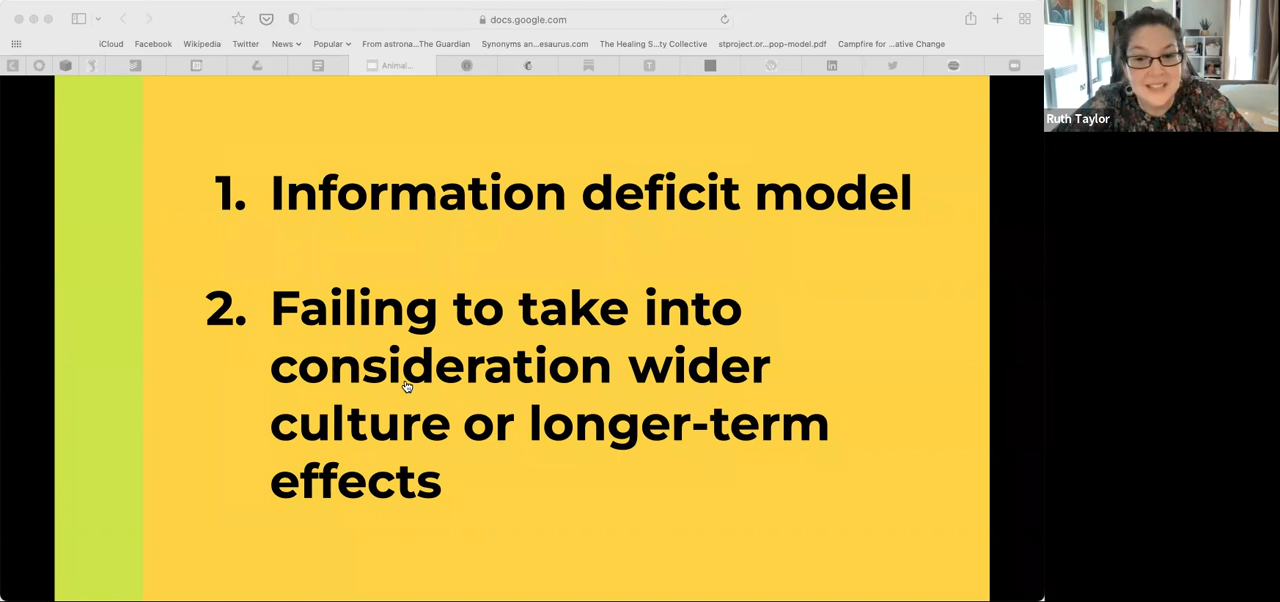 docs.google.com
iCloud Facebook Wikipedia Twitter News Popular From astrona...The Guardian Synonyms an...esaurus.com The Healing S...ty Collective stproject.or...pop-model.pdf Campfire for ...ative Change
Animal...
Ruth Taylor
1. Information deficit model
2. Failing to take into
consideration wider
culture or longer-term
effects